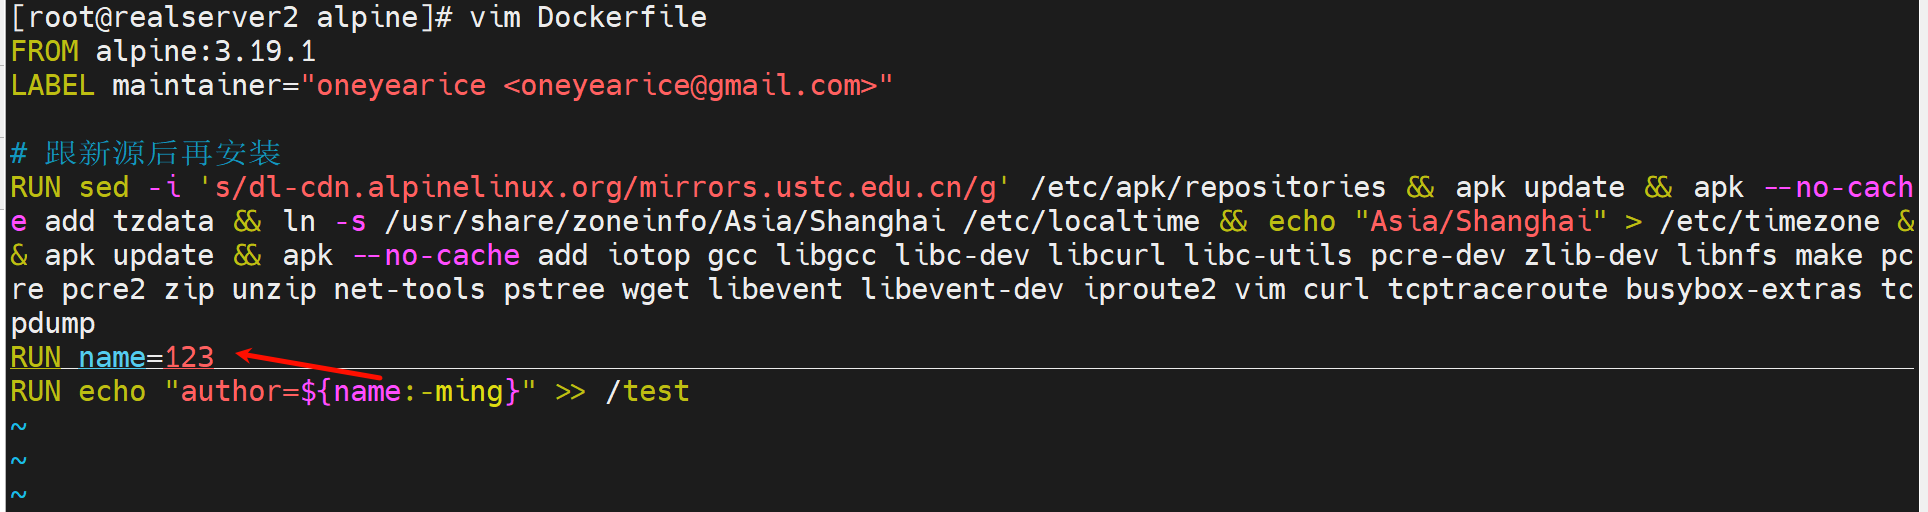 [root@realserver2 alpine]# vim Dockerfile
FROM alpine:3.19.1
LABEL maintainer="oneyearice <oneyearice@gmail.com>"
# 跟新源后再安装
RUN sed -i 's/dl-cdn.alpinelinux.org/mirrors.ustc.edu.cn/g' /etc/apk/repositories && apk update && apk --no-cach
e add tzdata && ln -s /usr/share/zoneinfo/Asia/Shanghai /etc/localtime && echo "Asia/Shanghai" > /etc/timezone &
& apk update && apk --no-cache add iotop gcc libgcc libc-dev libcurl libc-utils pcre-dev zlib-dev libnfs make pc
re pcre2 zip unzip net-tools pstree wget libevent libevent-dev iproute2 vim curl tcptraceroute busybox-extras tc
pdump
RUN name=123
RUN echo "author=${name:-ming}" >> /test
~
~
~